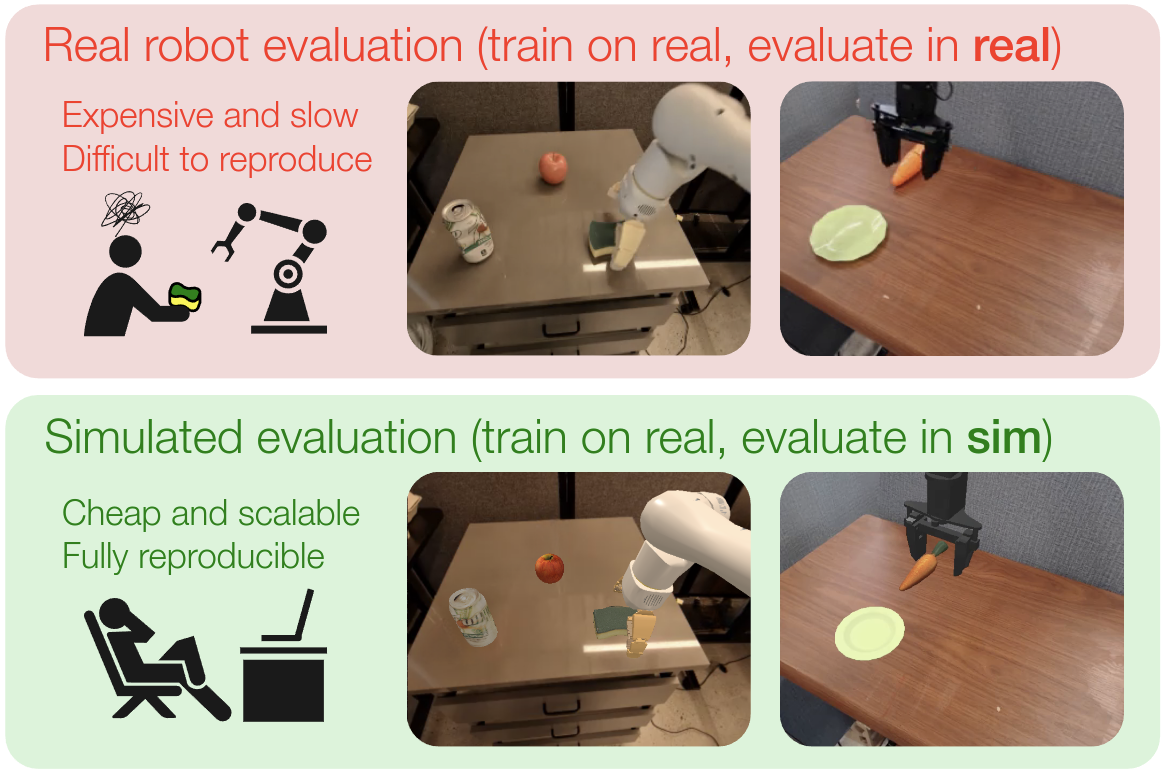 Real robot evaluation (train on real, evaluate in real)
Expensive and slow
Difficult to reproduce
Simulated evaluation (train on real, evaluate in sim)
Cheap and scalable
Fully reproducible